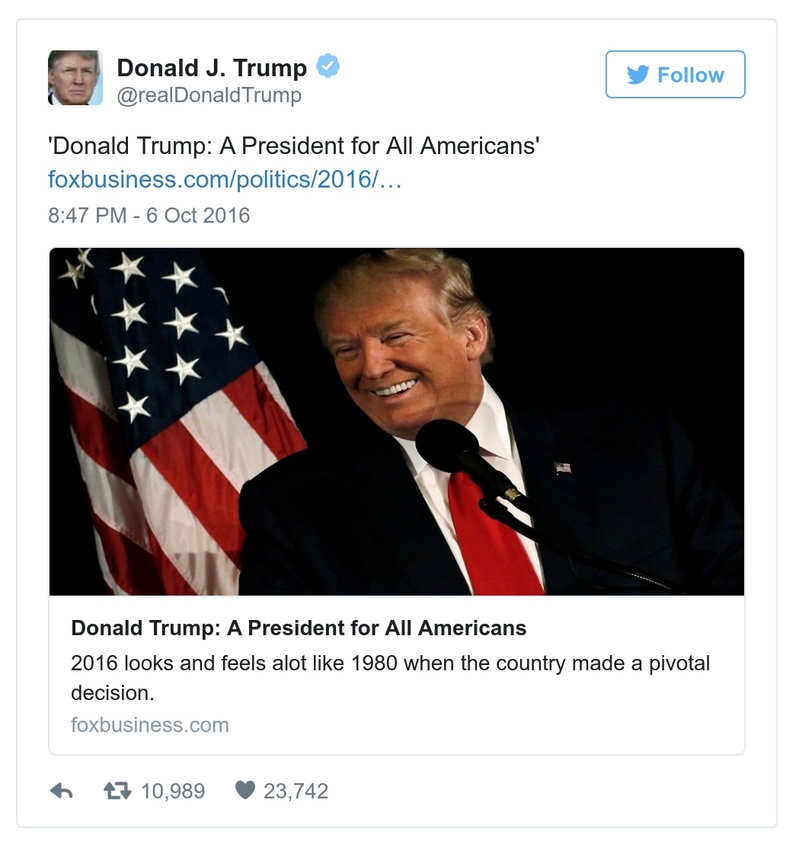 Donald J. Trump
Follow
@realDonaldTrump
'Donald Trump: A President for All Americans'
foxbusiness.com/politics/2016/…
8:47 PM - 6 Oct 2016
Donald Trump: A President for All Americans
2016 looks and feels alot like 1980 when the country made a pivotal
decision.
foxbusiness.com
10,989 23,742